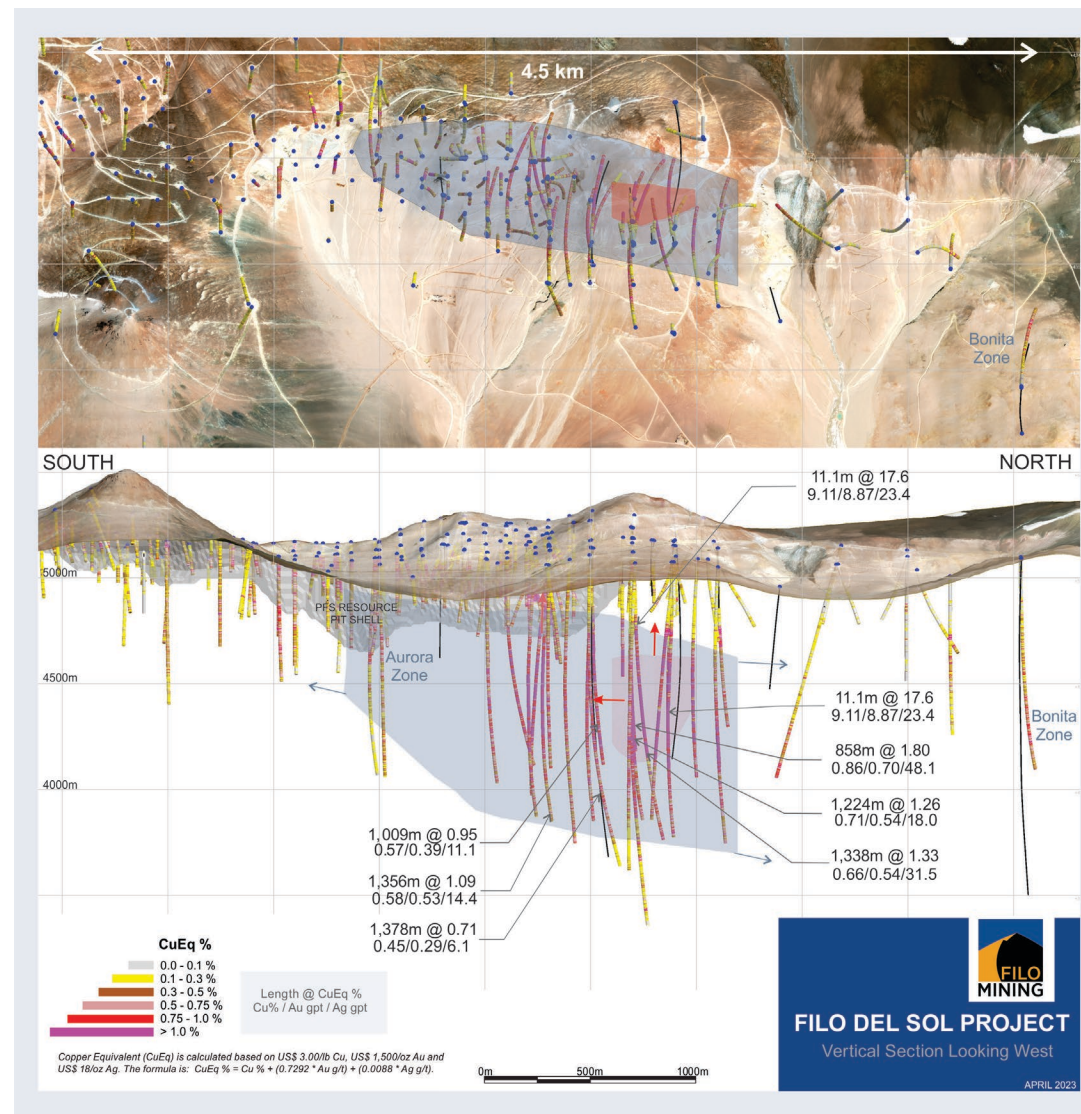 4.5 km
Bonita
Zone
SOUTH
NORTH
11.1m @ 17.6
9.11/8.87/23.4
5000m
PFS RESOURCE
PIT SHELL
Aurora
Zone
4500m
11.1m @ 17.6
9.11/8.87/23.4
Bonita
Zone
858m @ 1.80
0.86/0.70/48.1
4000m
1,224m @ 1.26
0.71/0.54/18.0
1,009m @ 0.95
0.57/0.39/11.1
1,338m @ 1.33
0.66/0.54/31.5
1,356m @ 1.09
0.58/0.53/14.4
1,378m @ 0.71
0.45/0.29/6.1
CuEq %
0.0 - 0.1 %
0.1 - 0.3 %
0.3 - 0.5 %
0.5 - 0.75 %
0.75 - 1.0 %
> 1.0 %
Length @ CuEq %
Cu% / Au gpt / Ag gpt
Copper Equivalent (CuEq) is calculated based on US$ 3.00/lb Cu, US$ 1,500/oz Au and
US$ 18/oz Ag. The formula is: CuEq % = Cu % + (0.7292 * Au g/t) + (0.0088 * Ag g/t).
0m 500m 1000m
FILO
MINING
FILO DEL SOL PROJECT
Vertical Section Looking West
APRIL 2023